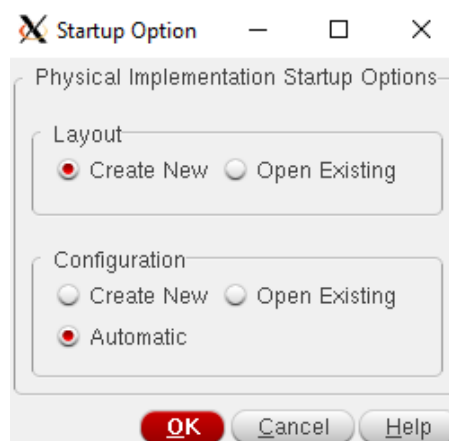 Startup Option
Physical Implementation Startup Options
Layout
Create New Open Existing
Configuration
Create New Open Existing
Automatic
OK Cancel Help